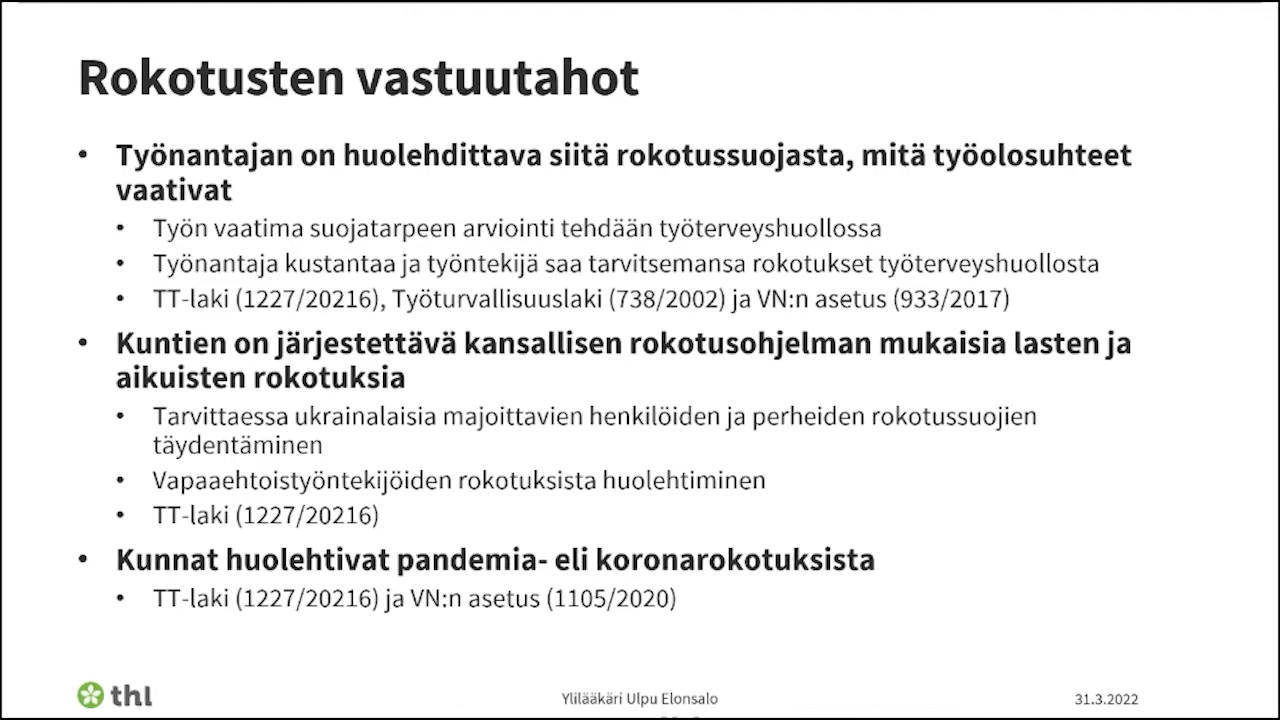 Rokotusten vastuutahot
• Työnantajan on huolehdittava siitä rokotussuojasta, mitä työolosuhteet
vaativat
• Työn vaatima suojatarpeen arviointi tehdään työterveyshuollossa
• Työnantaja kustantaa ja työntekijä saa tarvitsemansa rokotukset työterveyshuollosta
• TT-laki (1227/20216), Työturvallisuuslaki (738/2002) ja VN:n asetus (933/2017)
• Kuntien on järjestettävä kansallisen rokotusohjelman mukaisia lasten ja
aikuisten rokotuksia
• Tarvittaessa ukrainalaisia majoittavien henkilöiden ja perheiden rokotussuojien
täydentäminen
• Vapaaehtoistyöntekijöiden rokotuksista huolehtiminen
• TT-laki (1227/20216)
• Kunnat huolehtivat pandemia- eli koronarokotuksista
• TT-laki (1227/20216) ja VN:n asetus (1105/2020)
thl
Ylilääkäri Ulpu Elonsalo
31.3.2022